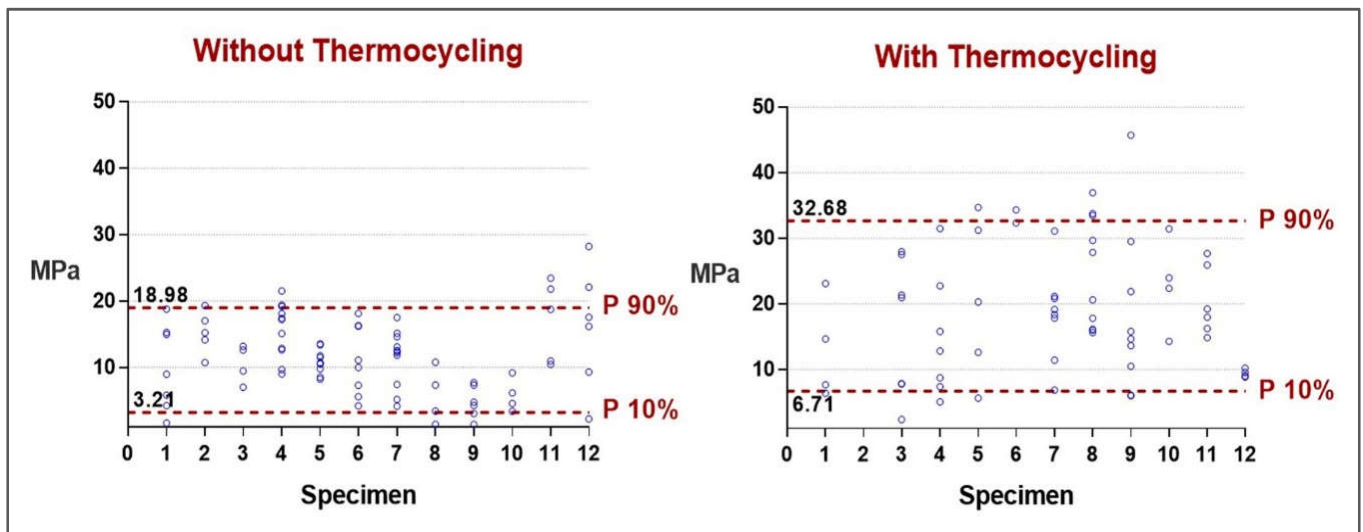 Without Thermocycling
50
40
30
20
10
MPa
18.98
3.21
P 90%
P 10%
0 1 2 3 4 5 6 7 8 9 10 11 12
Specimen
With Thermocycling
50
40
30
20
10
MPa
32.68
6.71
P 90%
P 10%
0 1 2 3 4 5 6 7 8 9 10 11 12
Specimen